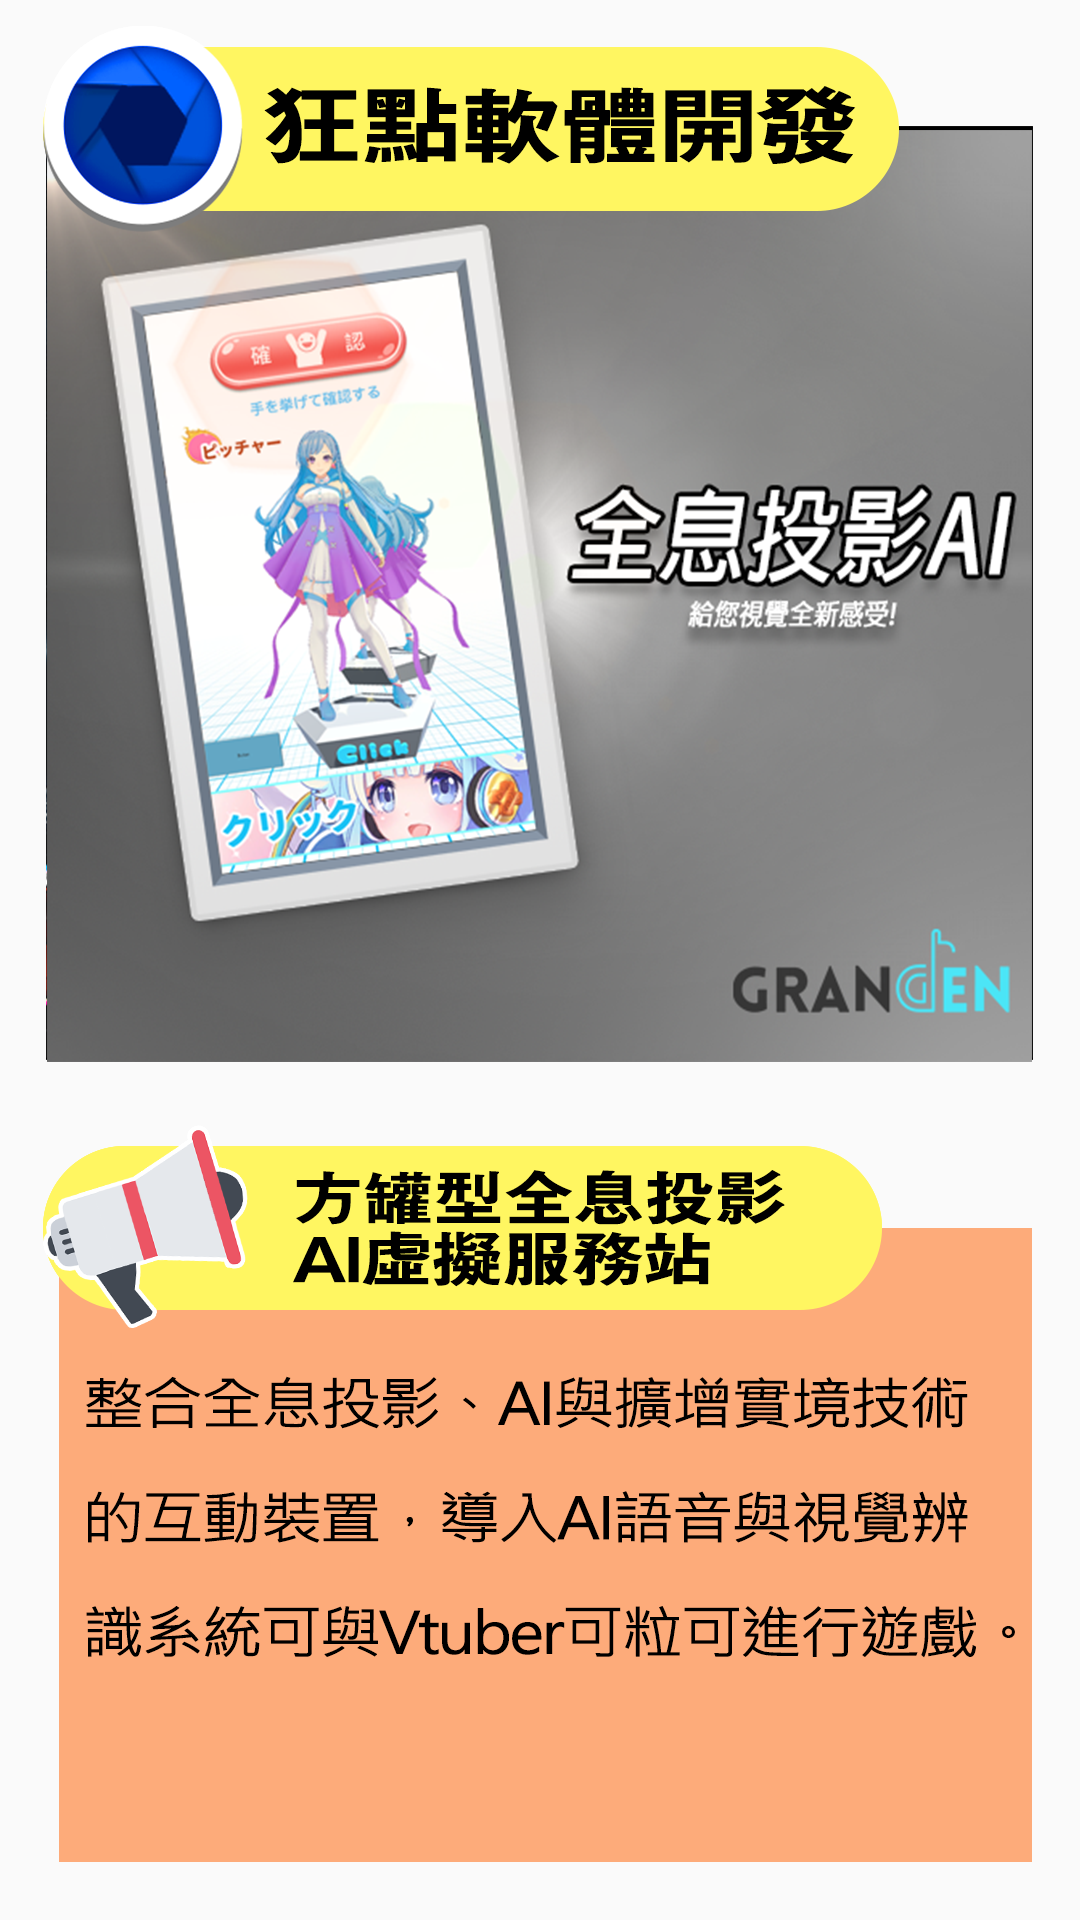 狂點軟體開發
確 認
手を挙げて確認する
ピッチャー
全息投影AI
給您視覺全新感受!
Click
クリック
GRANDEN
方罐型全息投影
AI虛擬服務站
整合全息投影、AI與擴增實境技術
的互動裝置，導入AI語音與視覺辨
識系統可與Vtuber可粒可進行遊戲。